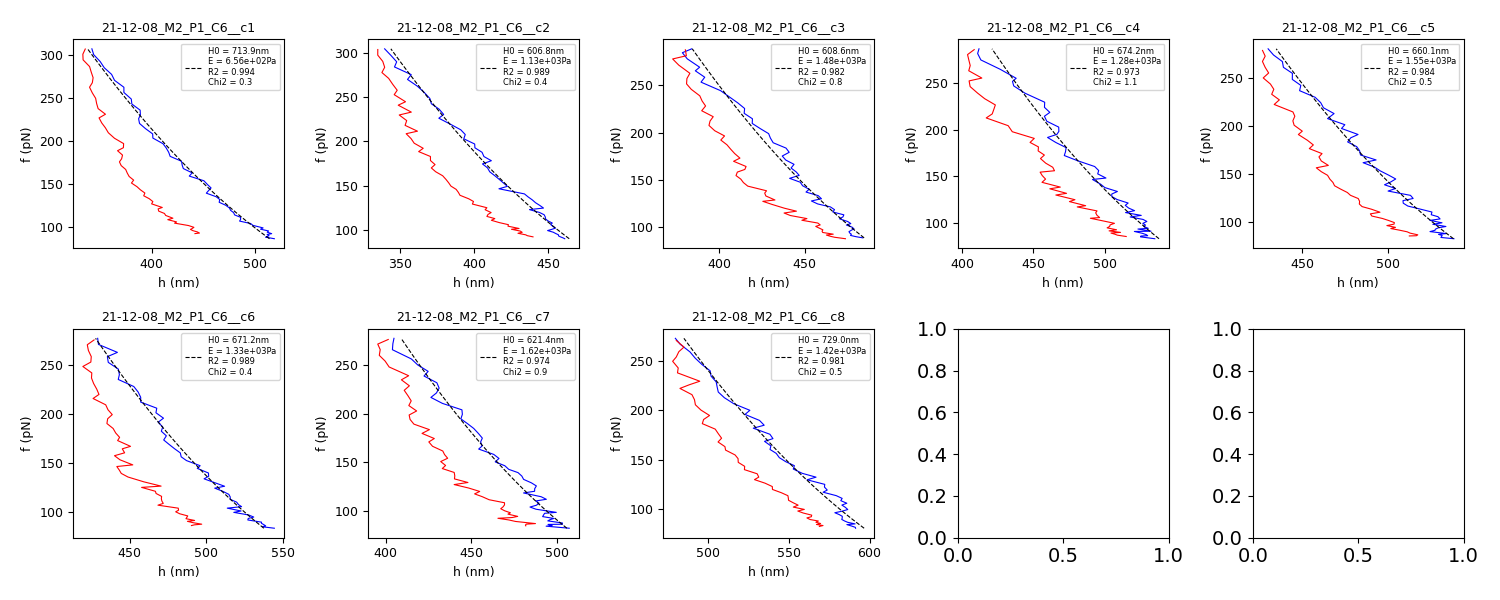 21-12-08_M2_P1_C6__c1
H0 = 713.9nm
E = 6.56e+02Pa
R2 = 0.994
Chi2 = 0.3
f (pN)
300
250
200
150
100
400
500
h (nm)
21-12-08_M2_P1_C6__c2
H0 = 606.8nm
E = 1.13e+03Pa
R2 = 0.989
Chi2 = 0.4
f (pN)
300
250
200
150
100
350
400
450
h (nm)
21-12-08_M2_P1_C6__c3
H0 = 608.6nm
E = 1.48e+03Pa
R2 = 0.982
Chi2 = 0.8
f (pN)
250
200
150
100
400
450
h (nm)
21-12-08_M2_P1_C6__c4
H0 = 674.2nm
E = 1.28e+03Pa
R2 = 0.973
Chi2 = 1.1
f (pN)
250
200
150
100
400
450
500
h (nm)
21-12-08_M2_P1_C6__c5
H0 = 660.1nm
E = 1.55e+03Pa
R2 = 0.984
Chi2 = 0.5
f (pN)
250
200
150
100
450
500
h (nm)
21-12-08_M2_P1_C6__c6
H0 = 671.2nm
E = 1.33e+03Pa
R2 = 0.989
Chi2 = 0.4
f (pN)
250
200
150
100
450
500
550
h (nm)
21-12-08_M2_P1_C6__c7
H0 = 621.4nm
E = 1.62e+03Pa
R2 = 0.974
Chi2 = 0.9
f (pN)
250
200
150
100
400
450
500
h (nm)
21-12-08_M2_P1_C6__c8
H0 = 729.0nm
E = 1.42e+03Pa
R2 = 0.981
Chi2 = 0.5
f (pN)
250
200
150
100
500
550
600
h (nm)
1.0
0.8
0.6
0.4
0.2
0.0
0.0
0.5
1.0
1.0
0.8
0.6
0.4
0.2
0.0
0.0
0.5
1.0